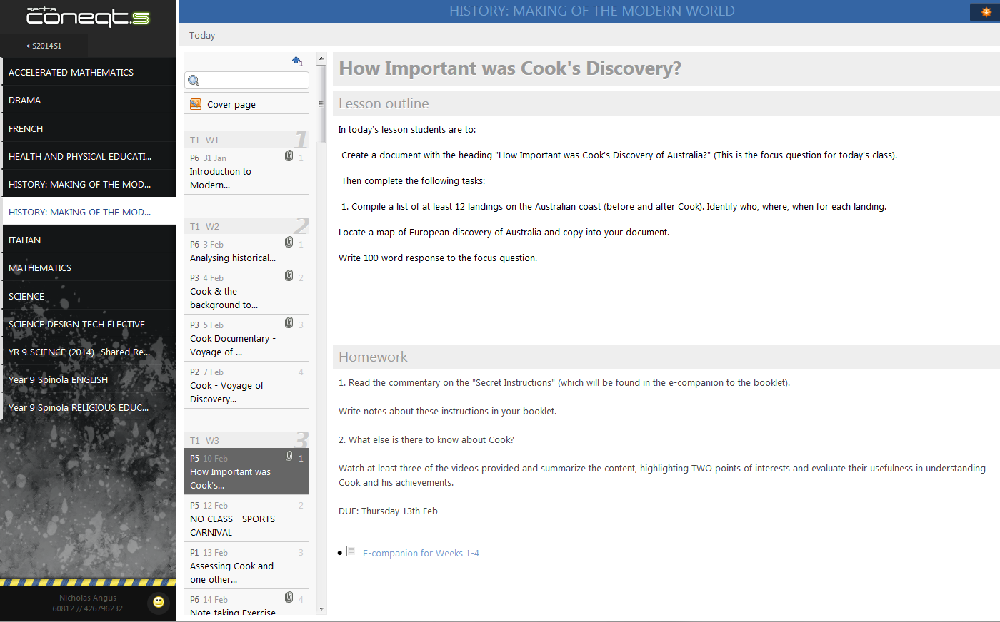 seqta
coneqt.s
◂ S2014S1
ACCELERATED MATHEMATICS
DRAMA
FRENCH
HEALTH AND PHYSICAL EDUCATI...
HISTORY: MAKING OF THE MOD...
HISTORY: MAKING OF THE MOD...
ITALIAN
MATHEMATICS
SCIENCE
SCIENCE DESIGN TECH ELECTIVE
YR 9 SCIENCE (2014)- Shared Re...
Year 9 Spinola ENGLISH
Year 9 Spinola RELIGIOUS EDUC...
Nicholas Angus
60812 // 426796232
HISTORY: MAKING OF THE MODERN WORLD
Today
1
Cover page
T1 W1 1
P6 31 Jan 1
Introduction to
Modern...
T1 W2 2
P6 3 Feb 1
Analysing historical...
P3 4 Feb 2
Cook & the
background to...
P3 5 Feb 3
Cook Documentary -
Voyage of ...
P2 7 Feb 4
Cook - Voyage of
Discovery...
T1 W3 3
P5 10 Feb 1
How Important was
Cook's...
P5 12 Feb 2
NO CLASS - SPORTS
CARNIVAL
P1 13 Feb 3
Assessing Cook and
one other...
P6 14 Feb 4
Note-taking Exercise
How Important was Cook's Discovery?
Lesson outline
In today's lesson students are to:
Create a document with the heading "How Important was Cook's Discovery of Australia?" (This is the focus question for today's class).
Then complete the following tasks:
1. Compile a list of at least 12 landings on the Australian coast (before and after Cook). Identify who, where, when for each landing.
Locate a map of European discovery of Australia and copy into your document.
Write 100 word response to the focus question.
Homework
1. Read the commentary on the "Secret Instructions" (which will be found in the e-companion to the booklet).
Write notes about these instructions in your booklet.
2. What else is there to know about Cook?
Watch at least three of the videos provided and summarize the content, highlighting TWO points of interests and evaluate their usefulness in understanding
Cook and his achievements.
DUE: Thursday 13th Feb
• E-companion for Weeks 1-4